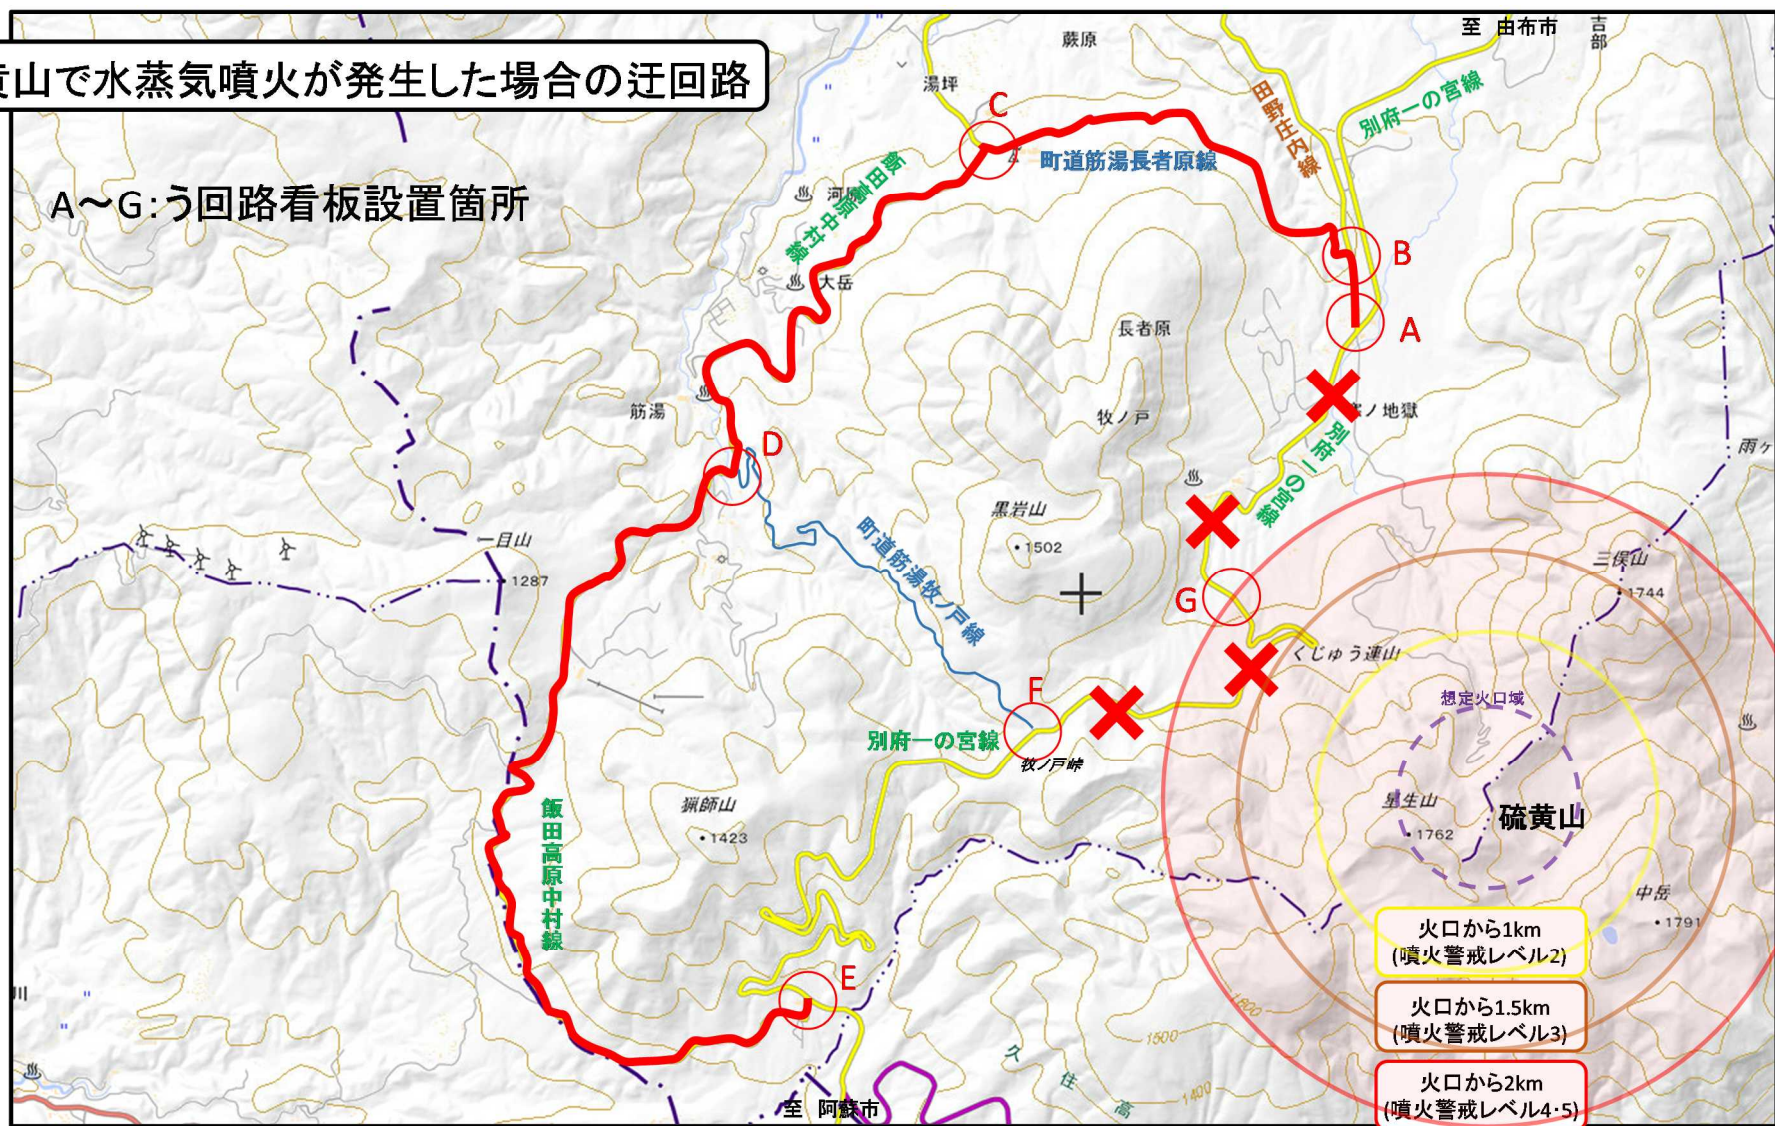 黄山で水蒸気噴火が発生した場合の迂回路
A～G:う回路看板設置箇所
至 由布市
吉部
蕨原
湯坪
C
田野庄内線
別府一の宮線
飯田高原中村線
町道筋湯長者原線
河原
大岳
B
A
長者原
筋湯
牧ノ戸
ノ地獄
D
別府一の宮線
雨ヶ
黒岩山
1502
一目山
1287
町道筋湯牧ノ戸線
三俣山
1744
G
くじゅう連山
F
想定火口域
別府一の宮線
牧ノ戸峠
猟師山
1423
星生山
1762
硫黄山
飯田高原中村線
中岳
1791
火口から1km
(噴火警戒レベル2)
E
川
火口から1.5km
(噴火警戒レベル3)
1600
1500
久住高
火口から2km
(噴火警戒レベル4・5)
1400
至 阿蘇市